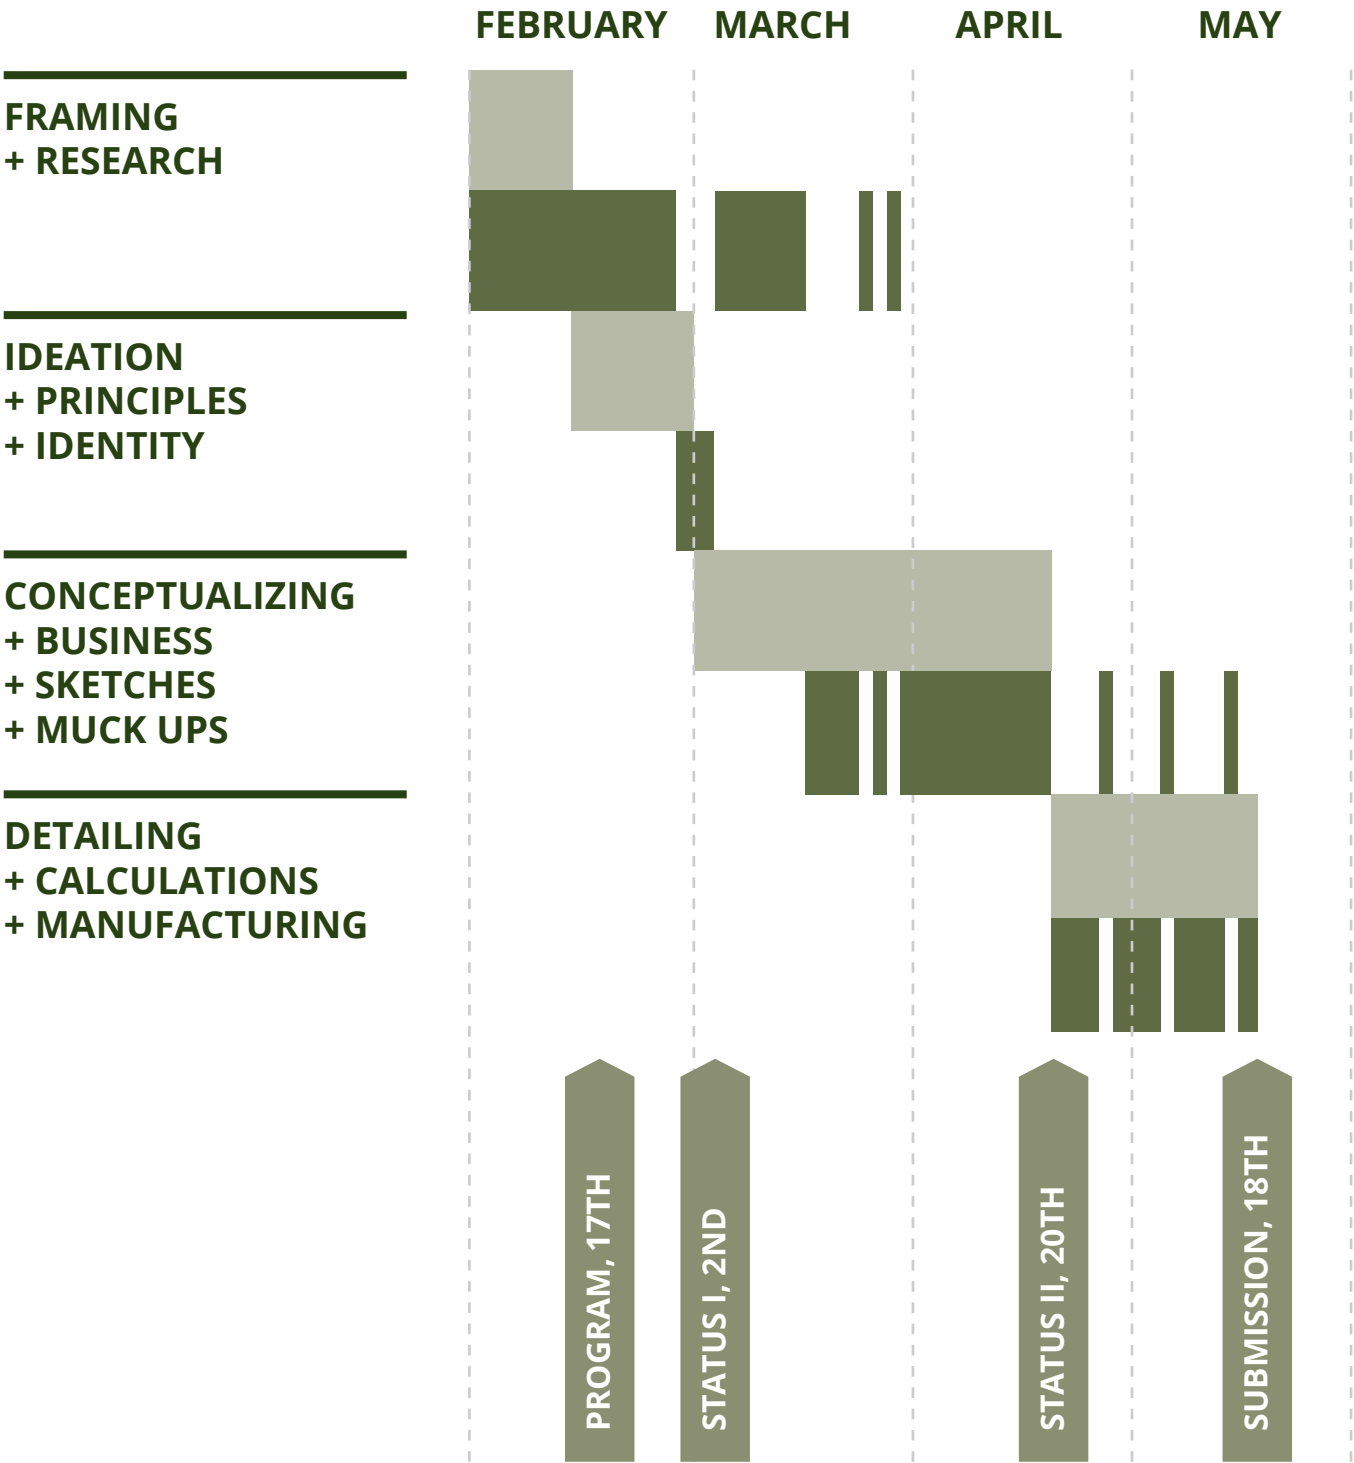 FEBRUARY MARCH APRIL MAY
FRAMING
+ RESEARCH
IDEATION
+ PRINCIPLES
+ IDENTITY
CONCEPTUALIZING
+ BUSINESS
+ SKETCHES
+ MUCK UPS
DETAILING
+ CALCULATIONS
+ MANUFACTURING
PROGRAM, 17TH
STATUS I, 2ND
STATUS II, 20TH
SUBMISSION, 18TH